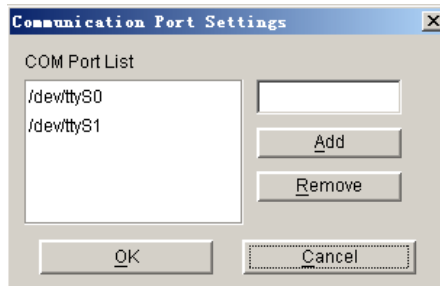 Communication Port Settings
COM Port List
/dev/ttyS0
/dev/ttyS1
Add
Remove
OK
Cancel